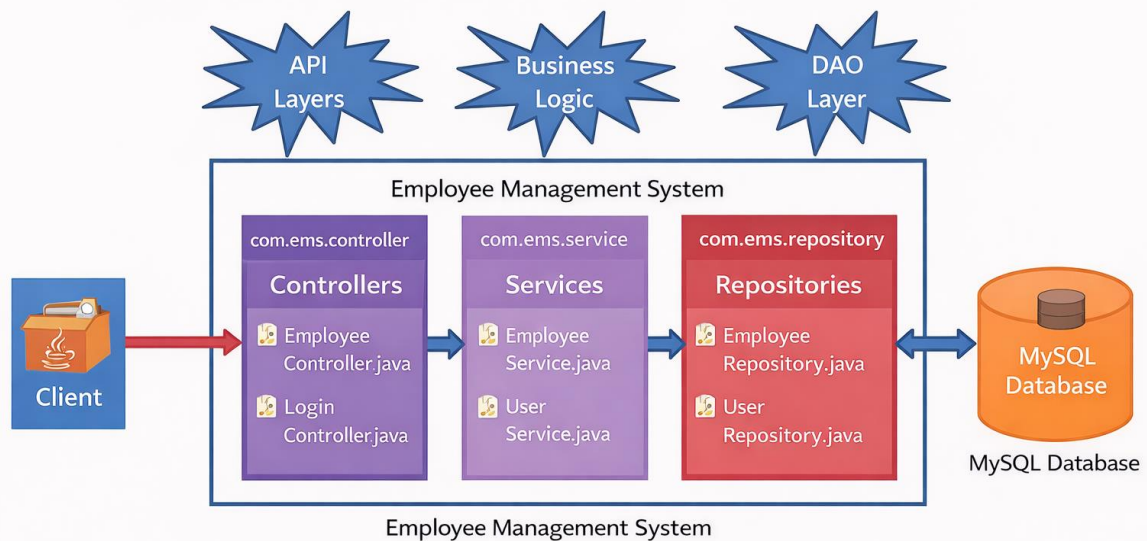 API
Layers
Business
Logic
DAO
Layer
Employee Management System
com.ems.controller
Controllers
Employee
Controller.java
Login
Controller.java
com.ems.service
Services
Employee
Service.java
User
Service.java
com.ems.repository
Repositories
Employee
Repository.java
User
Repository.java
Client
MySQL
Database
MySQL Database
Employee Management System